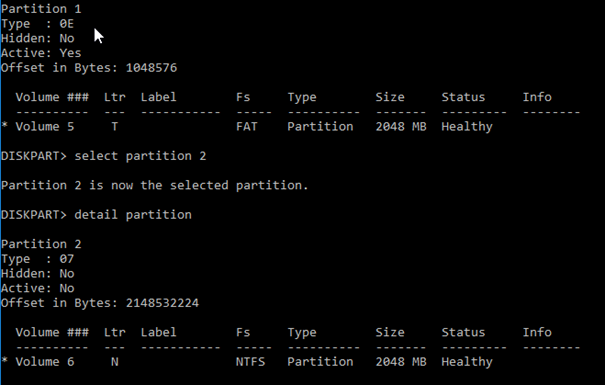 Partition 1
Type  : 0E
Hidden: No
Active: Yes
Offset in Bytes: 1048576
  Volume ###  Ltr  Label        Fs     Type        Size     Status     Info
  ----------  ---  -----------  -----  ----------  -------  ---------  --------
* Volume 5     T                FAT    Partition   2048 MB  Healthy
DISKPART> select partition 2
Partition 2 is now the selected partition.
DISKPART> detail partition
Partition 2
Type  : 07
Hidden: No
Active: No
Offset in Bytes: 2148532224
  Volume ###  Ltr  Label        Fs     Type        Size     Status     Info
  ----------  ---  -----------  -----  ----------  -------  ---------  --------
* Volume 6     N                NTFS   Partition   2048 MB  Healthy